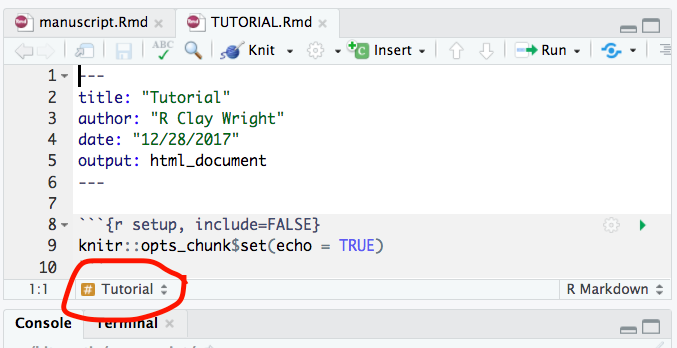 manuscript.Rmd × TUTORIAL.Rmd ×
ABC Knit Insert Run
1 ---
2 title: "Tutorial"
3 author: "R Clay Wright"
4 date: "12/28/2017"
5 output: html_document
6 ---
7
8 ```{r setup, include=FALSE}
9 knitr::opts_chunk$set(echo = TRUE)
10
1:1 # Tutorial R Markdown
Console Terminal ×